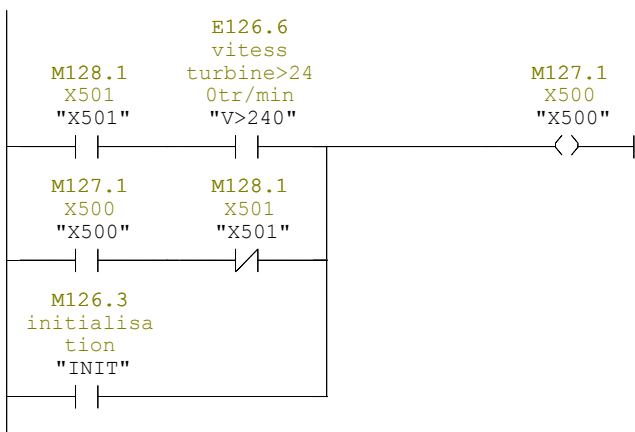 E126.6
vitess
M128.1 turbine>24 M127.1
X501 0tr/min X500
"X501" "V>240" "X500"
M127.1 M128.1
X500 X501
"X500" "X501"
M126.3
initialisa
tion
"INIT"